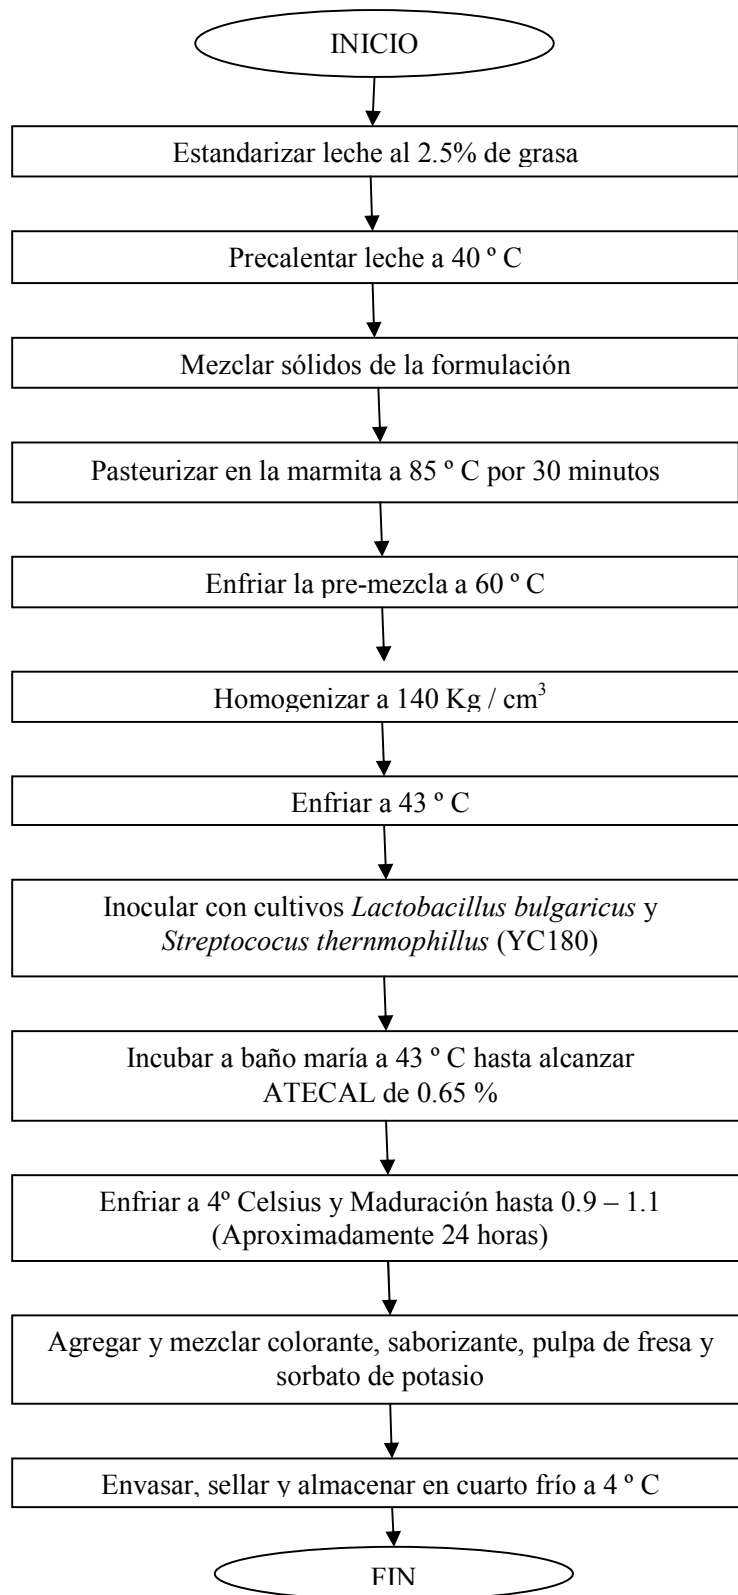 INICIO
Estandarizar leche al 2.5% de grasa
Precalentar leche a 40 º C
Mezclar sólidos de la formulación
Pasteurizar en la marmita a 85 º C por 30 minutos
Enfriar la pre-mezcla a 60 º C
Homogenizar a 140 Kg / cm³
Enfriar a 43 º C
Inocular con cultivos Lactobacillus bulgaricus y
Streptococus thernmophillus (YC180)
Incubar a baño maría a 43 º C hasta alcanzar
ATECAL de 0.65 %
Enfriar a 4º Celsius y Maduración hasta 0.9 – 1.1
(Aproximadamente 24 horas)
Agregar y mezclar colorante, saborizante, pulpa de fresa y
sorbato de potasio
Envasar, sellar y almacenar en cuarto frío a 4 º C
FIN